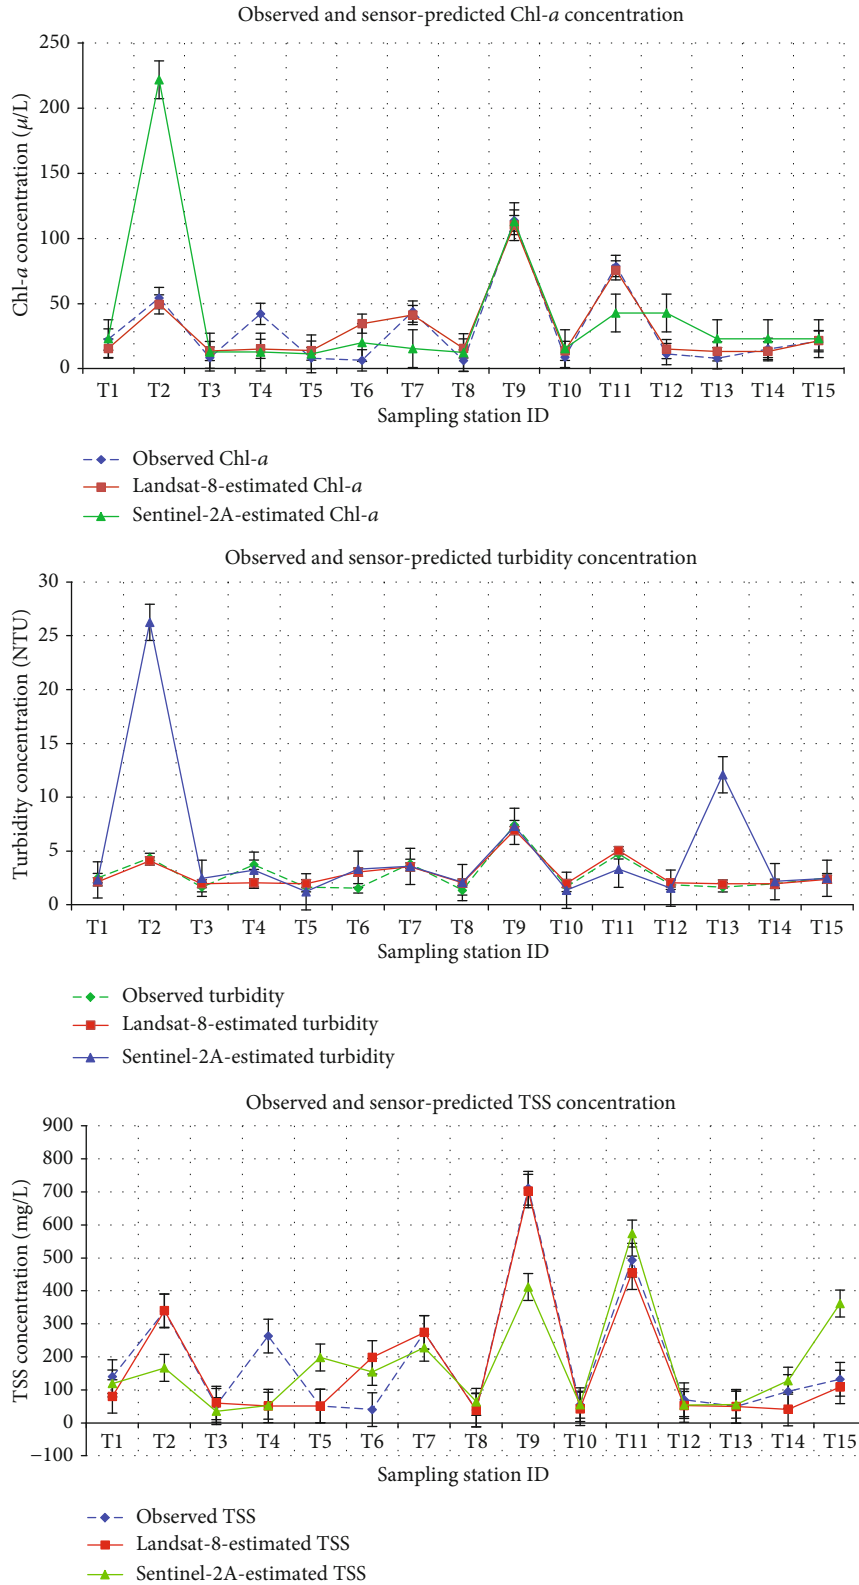 Observed and sensor-predicted Chl-a concentration
Chl-a concentration (μ/L)
250
200
150
100
50
0
T1 T2 T3 T4 T5 T6 T7 T8 T9 T10 T11 T12 T13 T14 T15
Sampling station ID
Observed Chl-a
Landsat-8-estimated Chl-a
Sentinel-2A-estimated Chl-a
Observed and sensor-predicted turbidity concentration
Turbidity concentration (NTU)
30
25
20
15
10
5
0
T1 T2 T3 T4 T5 T6 T7 T8 T9 T10 T11 T12 T13 T14 T15
Sampling station ID
Observed turbidity
Landsat-8-estimated turbidity
Sentinel-2A-estimated turbidity
Observed and sensor-predicted TSS concentration
TSS concentration (mg/L)
900
800
700
600
500
400
300
200
100
0
−100
T1 T2 T3 T4 T5 T6 T7 T8 T9 T10 T11 T12 T13 T14 T15
Sampling station ID
Observed TSS
Landsat-8-estimated TSS
Sentinel-2A-estimated TSS